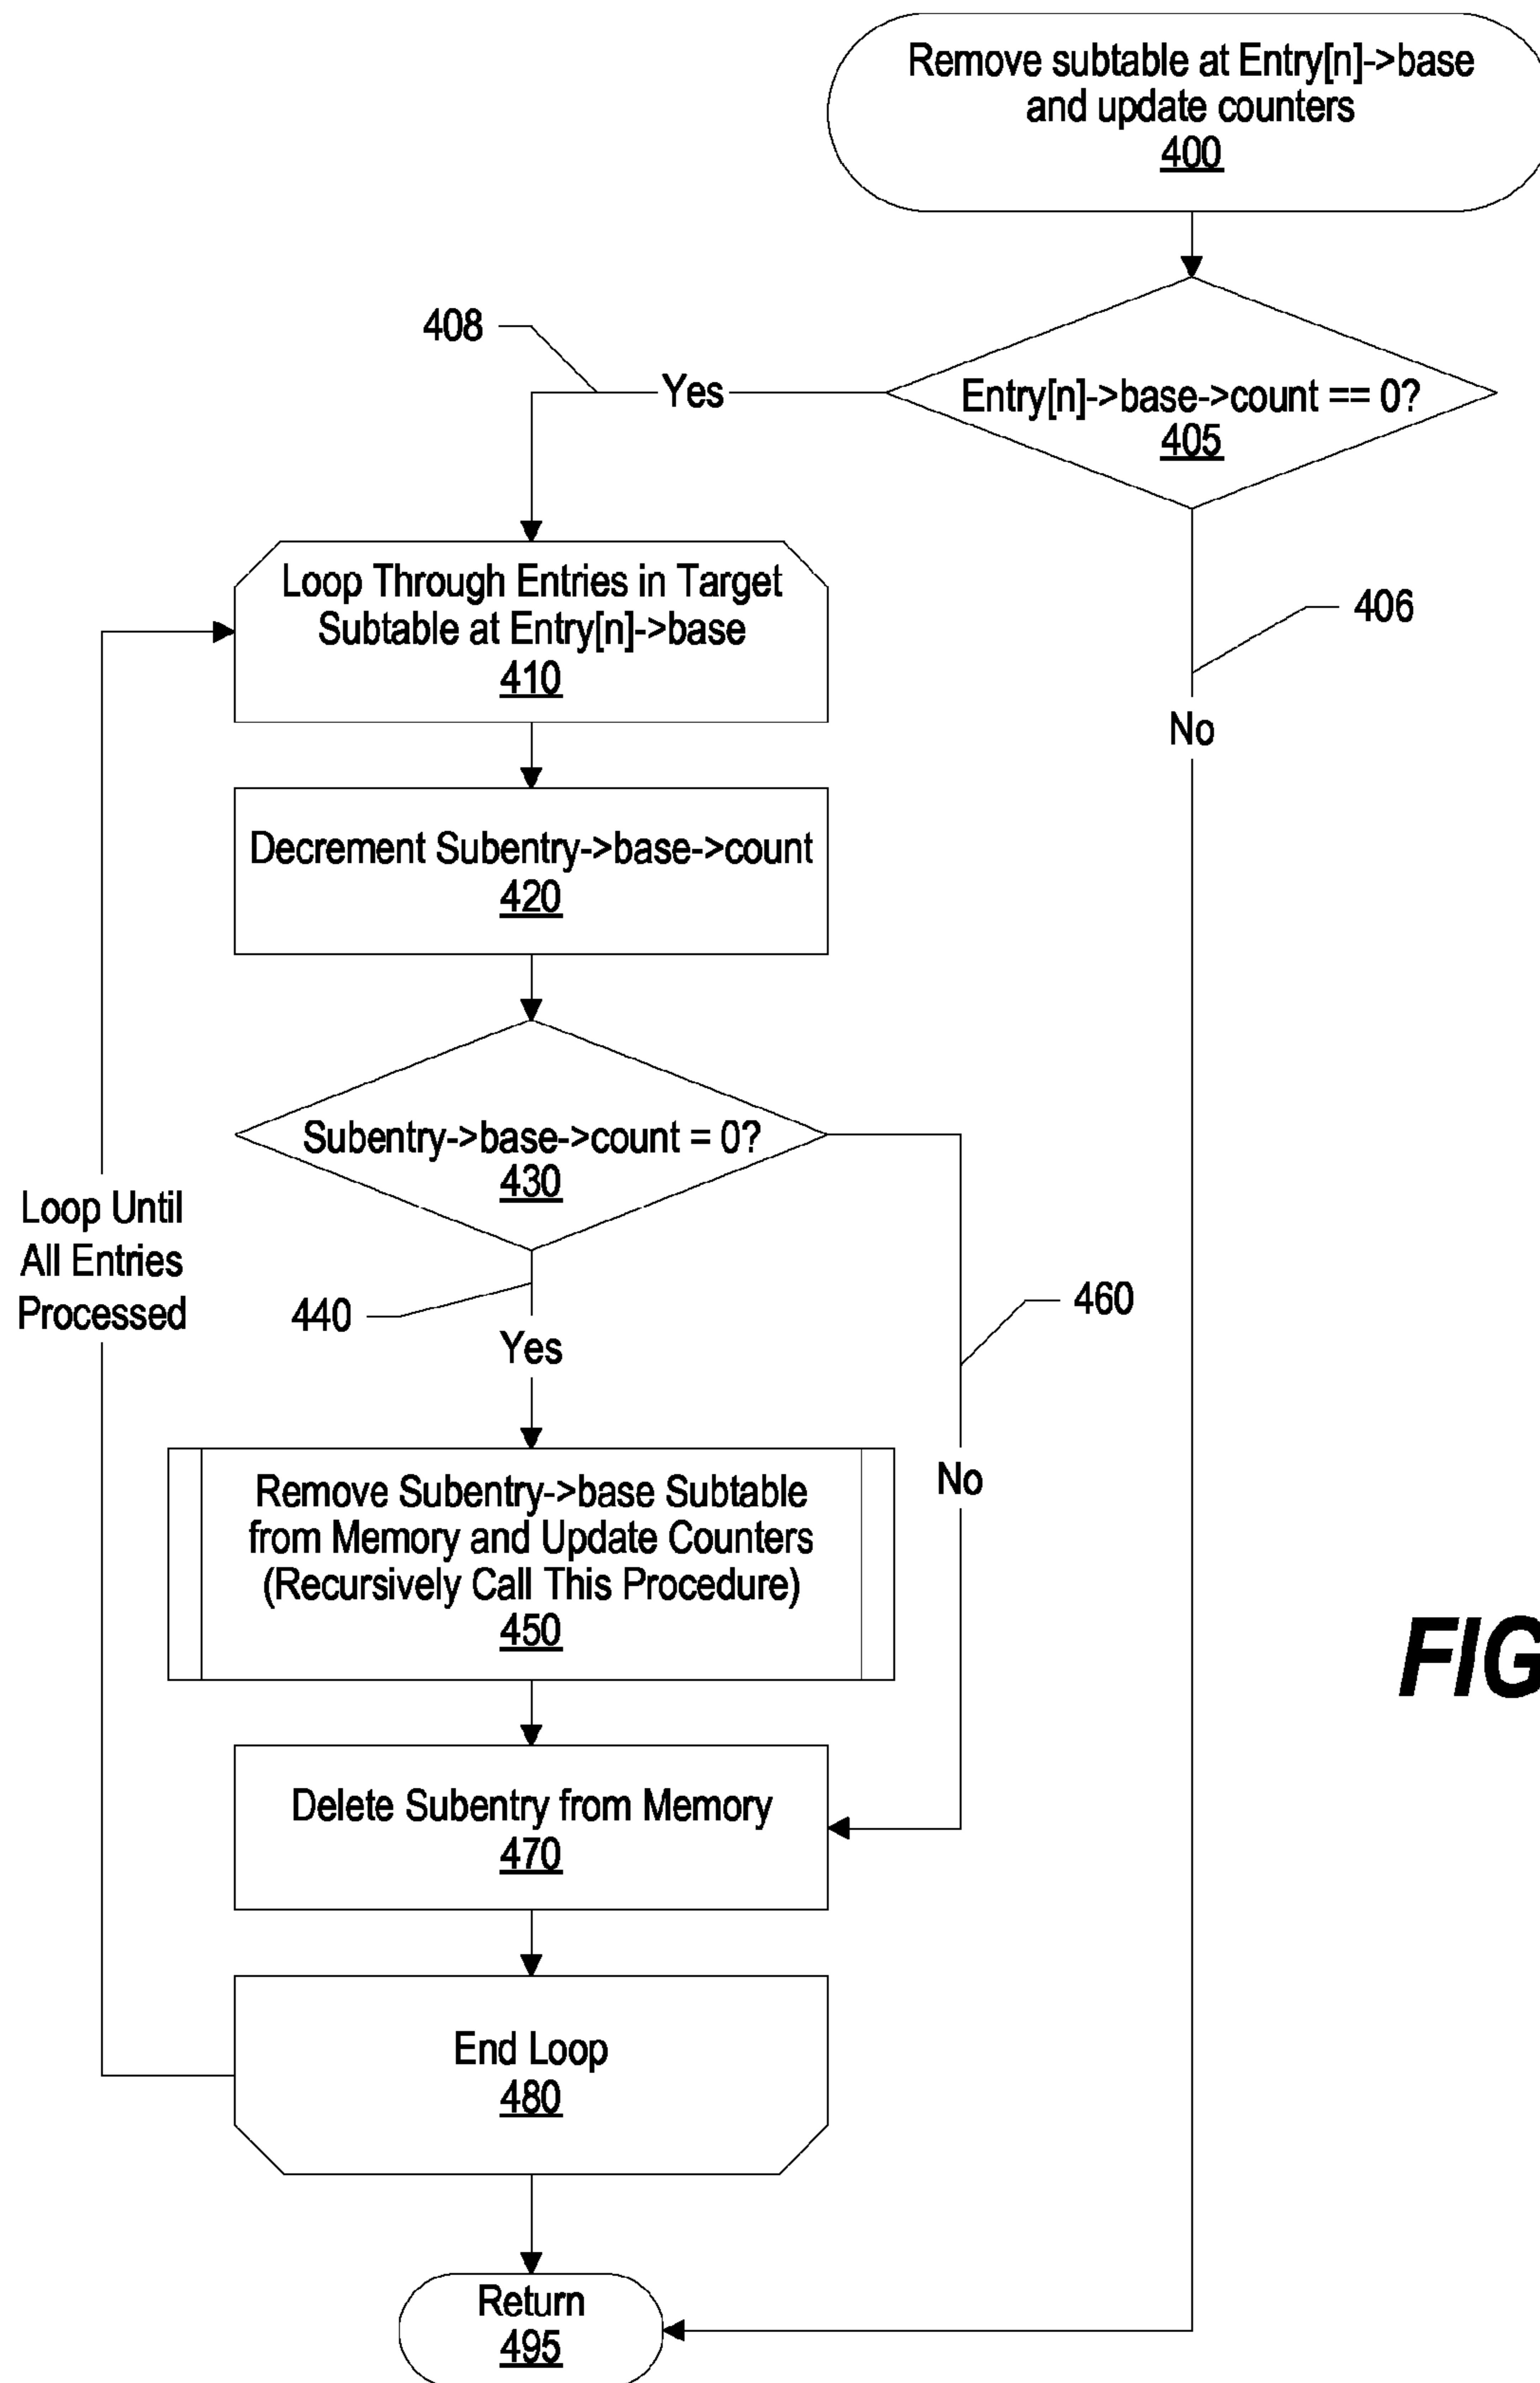 Remove subtable at Entry[n]->base
and update counters
400
408
Yes
Entry[n]->base->count == 0?
405
Loop Through Entries in Target
Subtable at Entry[n]->base
410
406
No
Decrement Subentry->base->count
420
Subentry->base->count = 0?
430
Loop Until
All Entries
Processed
440
460
Yes
No
Remove Subentry->base Subtable
from Memory and Update Counters
(Recursively Call This Procedure)
450
FIG
Delete Subentry from Memory
470
End Loop
480
Return
495